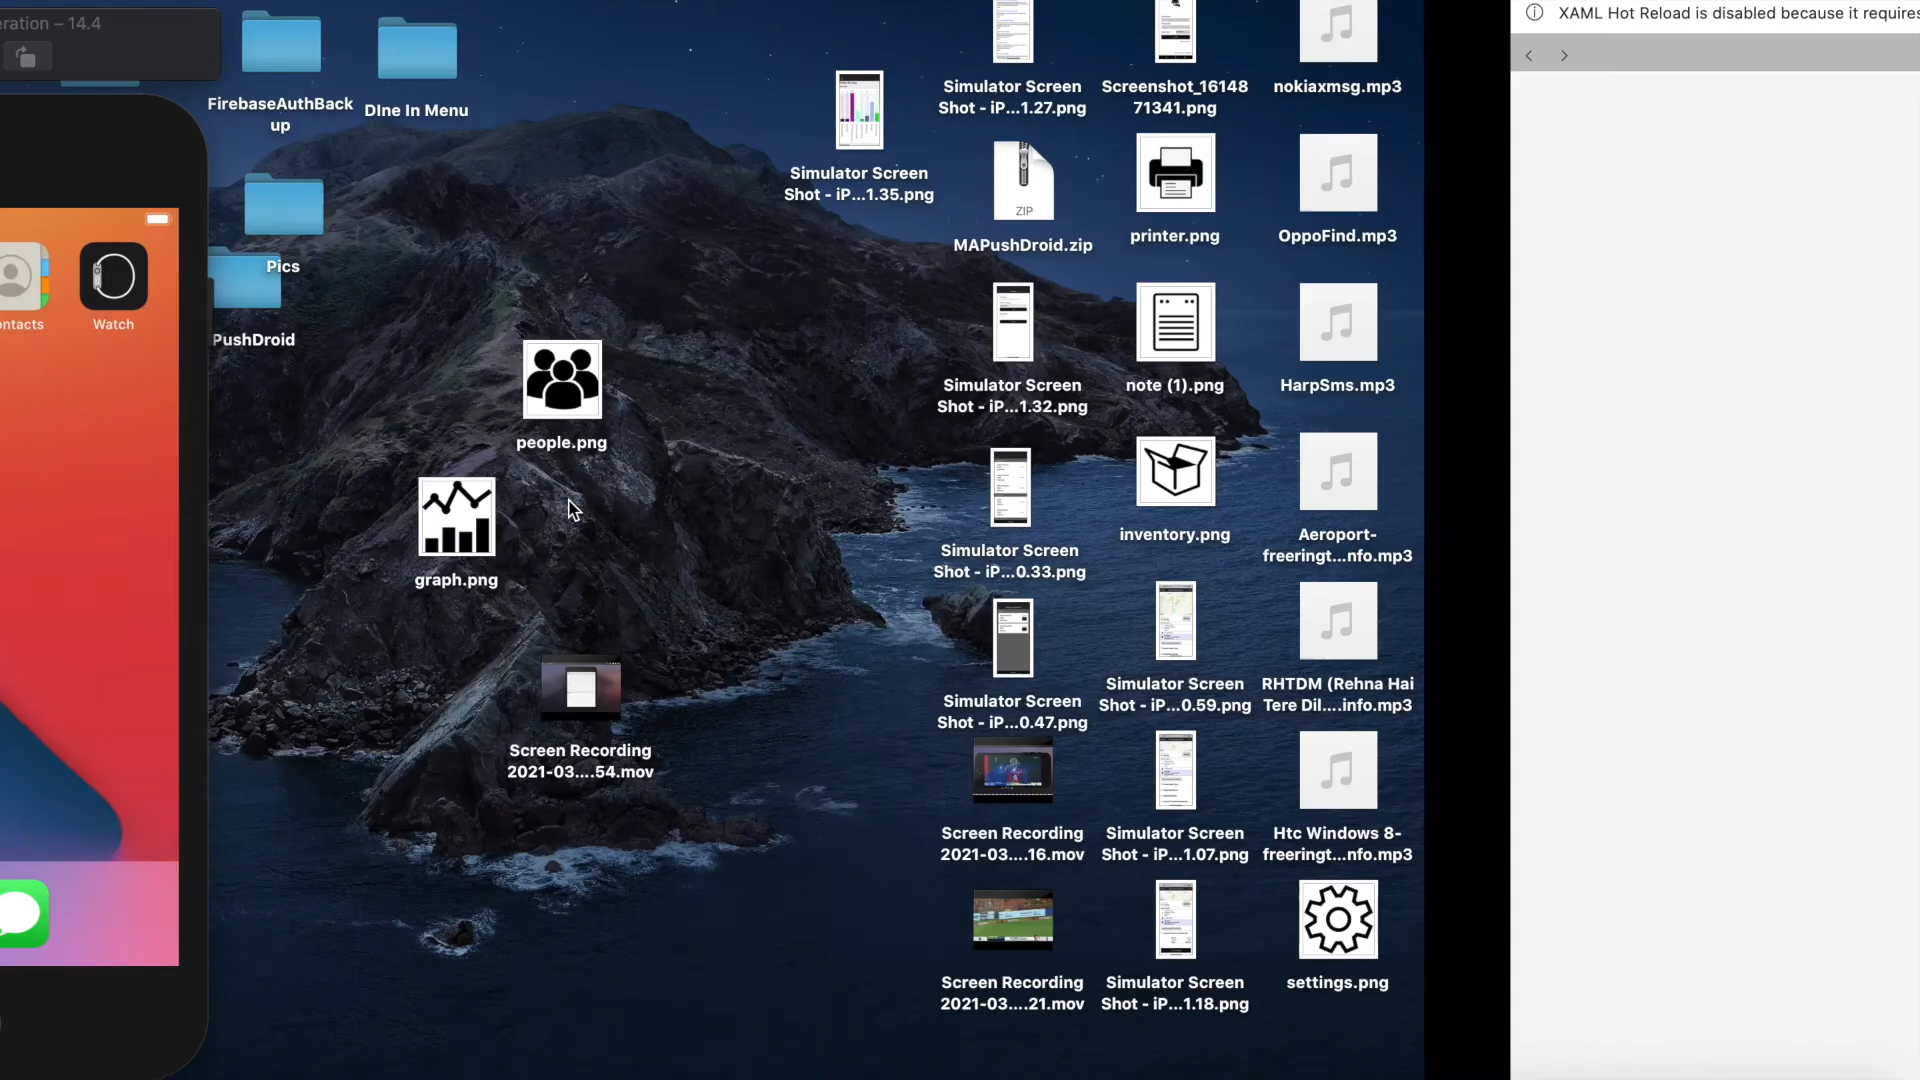 eration – 14.4
XAML Hot Reload is disabled because it requires
FirebaseAuthBack
up
DIne In Menu
Pics
PushDroid
ontacts
Watch
people.png
graph.png
Screen Recording
2021-03....54.mov
Simulator Screen
Shot - iP...1.35.png
Simulator Screen
Shot - iP...1.27.png
ZIP
MAPushDroid.zip
Simulator Screen
Shot - iP...1.32.png
Simulator Screen
Shot - iP...0.33.png
Simulator Screen
Shot - iP...0.47.png
Screen Recording
2021-03....16.mov
Screen Recording
2021-03....21.mov
Screenshot_16148
71341.png
printer.png
note (1).png
inventory.png
Simulator Screen
Shot - iP...0.59.png
Simulator Screen
Shot - iP...1.07.png
Simulator Screen
Shot - iP...1.18.png
nokiaxmsg.mp3
OppoFind.mp3
HarpSms.mp3
Aeroport-
freeringt...nfo.mp3
RHTDM (Rehna Hai
Tere Dil....info.mp3
Htc Windows 8-
freeringt...nfo.mp3
settings.png